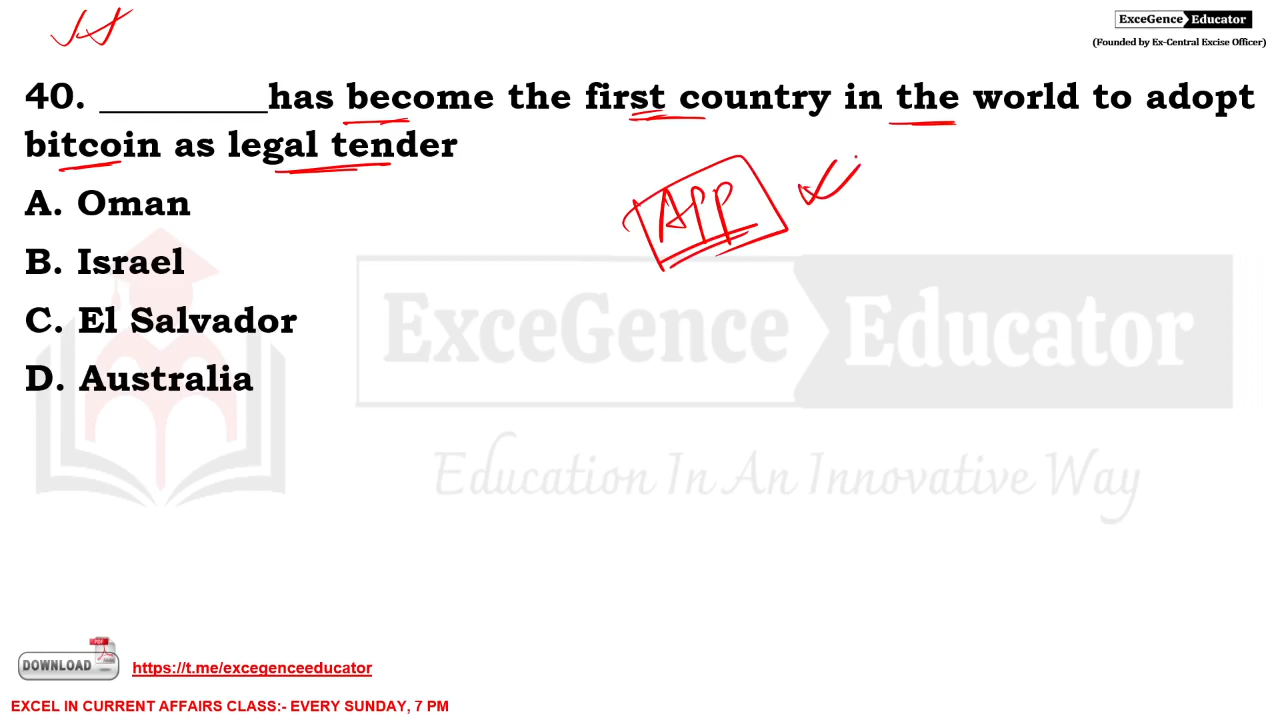 ExceGence Educator
(Founded by Ex-Central Excise Officer)
40. ________has become the first country in the world to adopt
bitcoin as legal tender
APP
A. Oman
B. Israel
C. El Salvador
D. Australia
ExceGence Educator
Education In An Innovative Way
PDF
DOWNLOAD
https://t.me/excegenceeducator
EXCEL IN CURRENT AFFAIRS CLASS:- EVERY SUNDAY, 7 PM